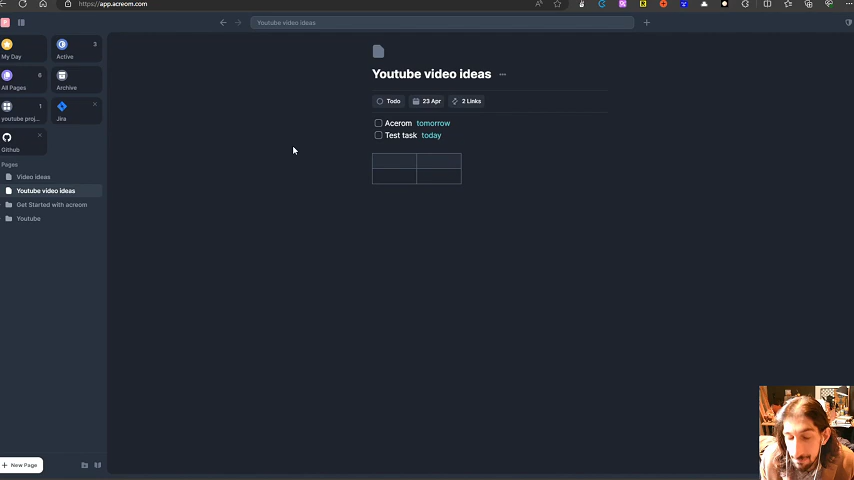 https://app.acreom.com
Youtube video ideas
My Day
Active 3
All Pages 6
Archive
youtube proj... 1
Jira
Github
Pages
Video ideas
Youtube video ideas
Get Started with acreom
Youtube
New Page
Youtube video ideas
Todo 23 Apr 2 Links
Acerom tomorrow
Test task today